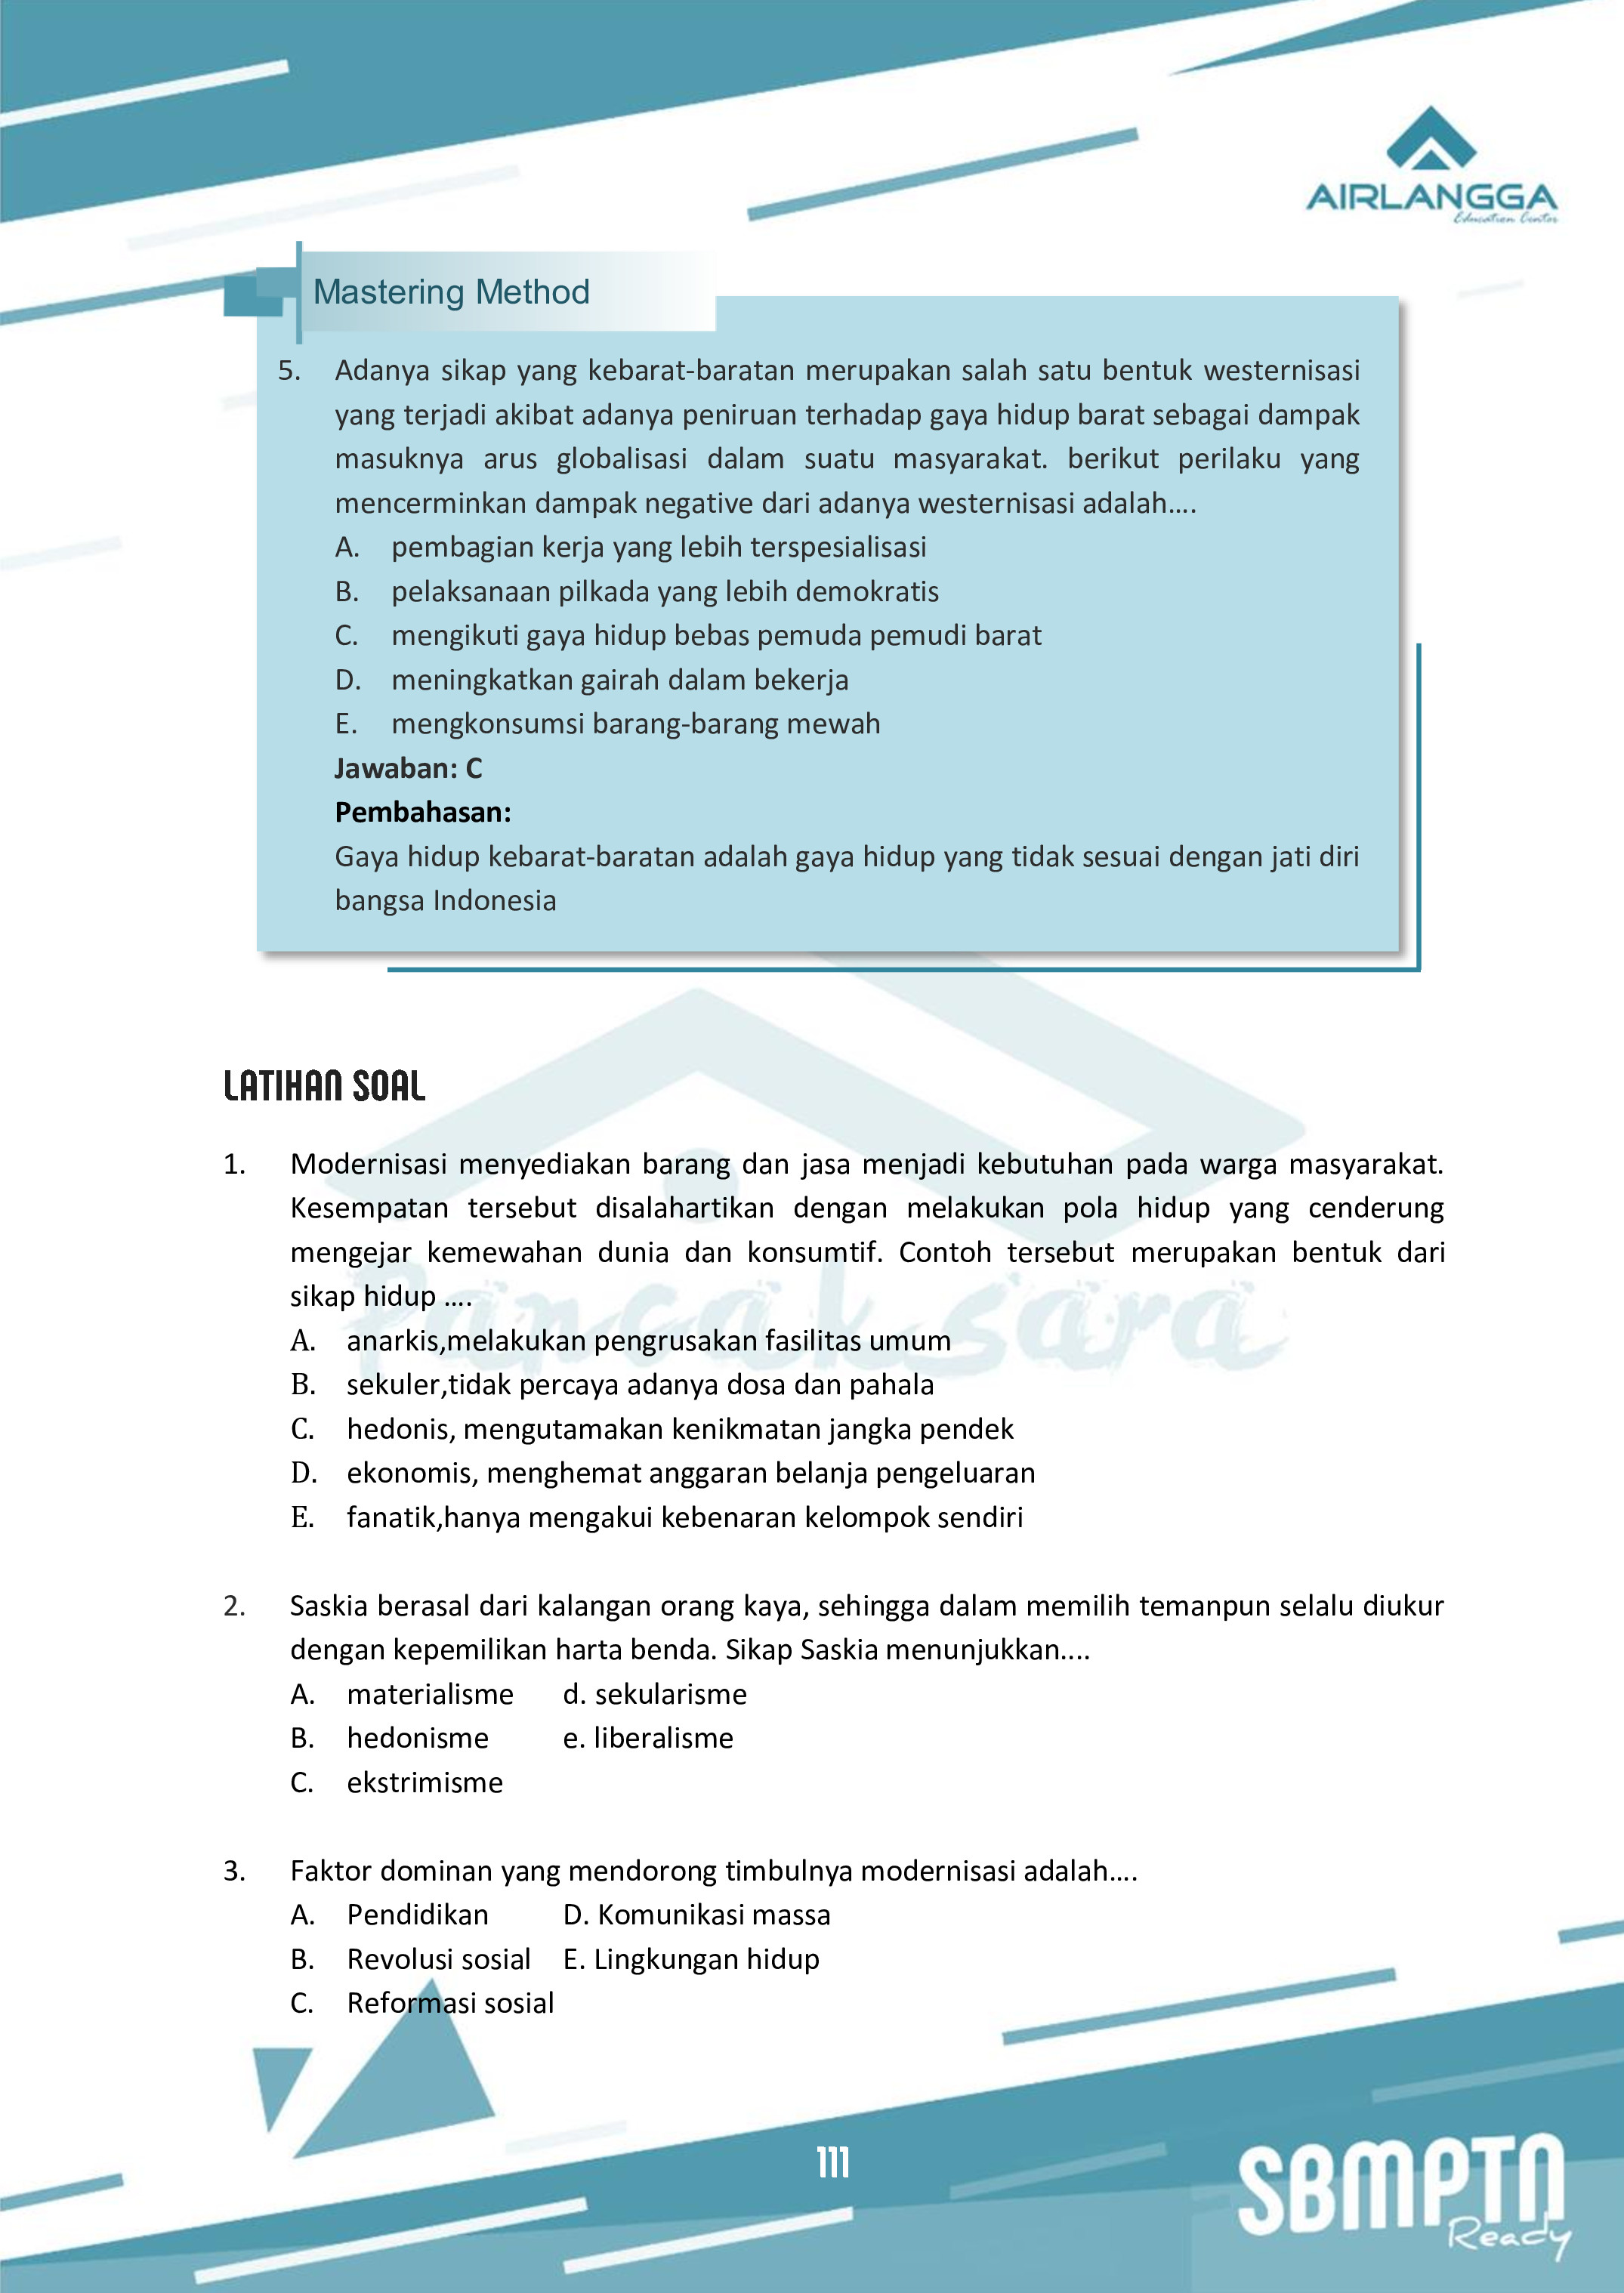 AIRLANGGA
Education Center
Mastering Method
5. Adanya sikap yang kebarat-baratan merupakan salah satu bentuk westernisasi
yang terjadi akibat adanya peniruan terhadap gaya hidup barat sebagai dampak
masuknya arus globalisasi dalam suatu masyarakat. berikut perilaku yang
mencerminkan dampak negative dari adanya westernisasi adalah....
A. pembagian kerja yang lebih terspesialisasi
B. pelaksanaan pilkada yang lebih demokratis
C. mengikuti gaya hidup bebas pemuda pemudi barat
D. meningkatkan gairah dalam bekerja
E. mengkonsumsi barang-barang mewah
Jawaban: C
Pembahasan:
Gaya hidup kebarat-baratan adalah gaya hidup yang tidak sesuai dengan jati diri
bangsa Indonesia
LATIHAN SOAL
1. Modernisasi menyediakan barang dan jasa menjadi kebutuhan pada warga masyarakat.
Kesempatan tersebut disalahartikan dengan melakukan pola hidup yang cenderung
mengejar kemewahan dunia dan konsumtif. Contoh tersebut merupakan bentuk dari
sikap hidup ....
A. anarkis,melakukan pengrusakan fasilitas umum
B. sekuler,tidak percaya adanya dosa dan pahala
C. hedonis, mengutamakan kenikmatan jangka pendek
D. ekonomis, menghemat anggaran belanja pengeluaran
E. fanatik,hanya mengakui kebenaran kelompok sendiri
Pancaksara
2. Saskia berasal dari kalangan orang kaya, sehingga dalam memilih temanpun selalu diukur
dengan kepemilikan harta benda. Sikap Saskia menunjukkan....
A. materialisme d. sekularisme
B. hedonisme e. liberalisme
C. ekstrimisme
3. Faktor dominan yang mendorong timbulnya modernisasi adalah....
A. Pendidikan D. Komunikasi massa
B. Revolusi sosial E. Lingkungan hidup
C. Reformasi sosial
111
SBMPTN
Ready